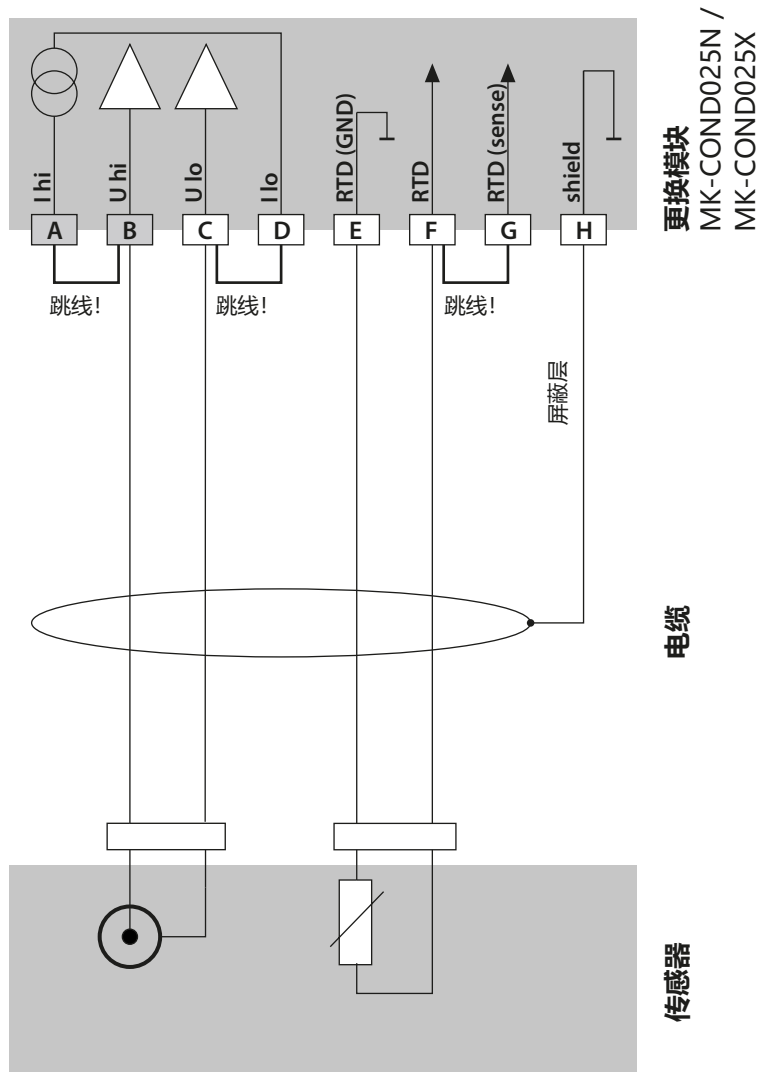 I hi
U hi
U lo
I lo
RTD (GND)
RTD
RTD (sense)
shield
A
B
C
D
E
F
G
H
跳线!
跳线!
跳线!
屏蔽层
更换模块
MK-COND025N /
MK-COND025X
电缆
传感器